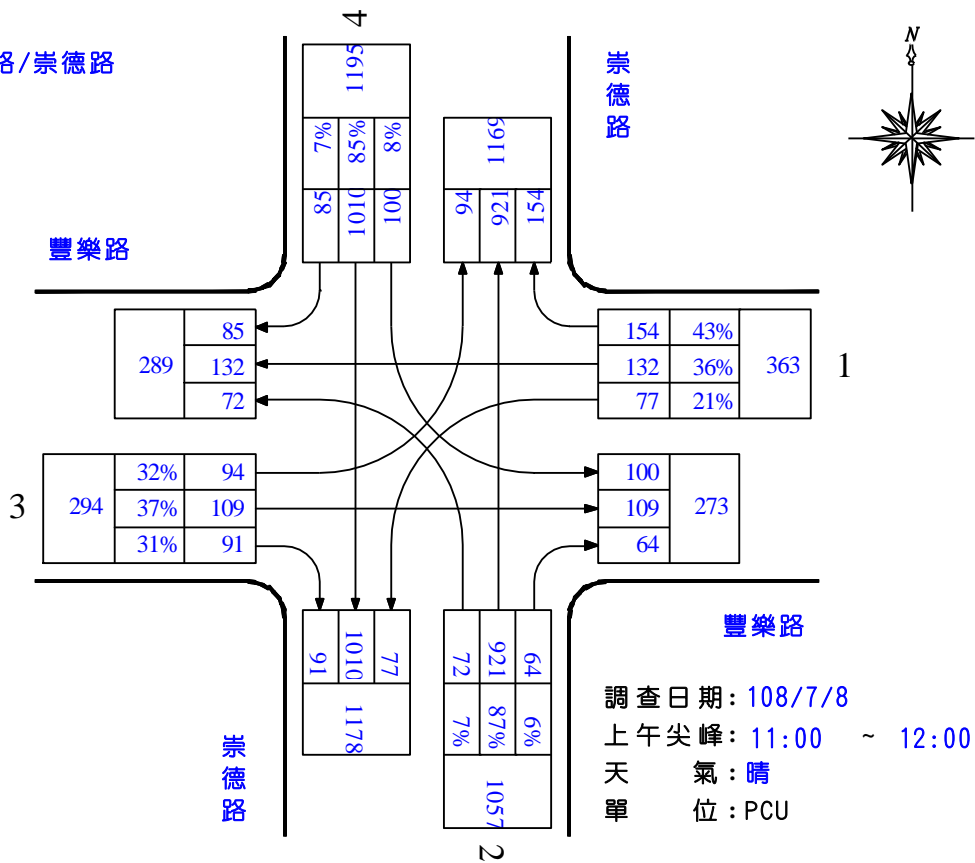 路/崇德路
4
N
崇德路
豐樂路
1195
7% 85% 8%
85 1010 100
1169
94 921 154
85
289 132
72
154 43%
132 36% 363
77 21%
1
3
32% 94
294 37% 109
31% 91
100
109 273
64
91 1010 77
1178
72 921 64
7% 87% 6%
1057
2
豐樂路
崇德路
調查日期:108/7/8
上午尖峰:11:00 ~ 12:00
天 氣:晴
單 位:PCU